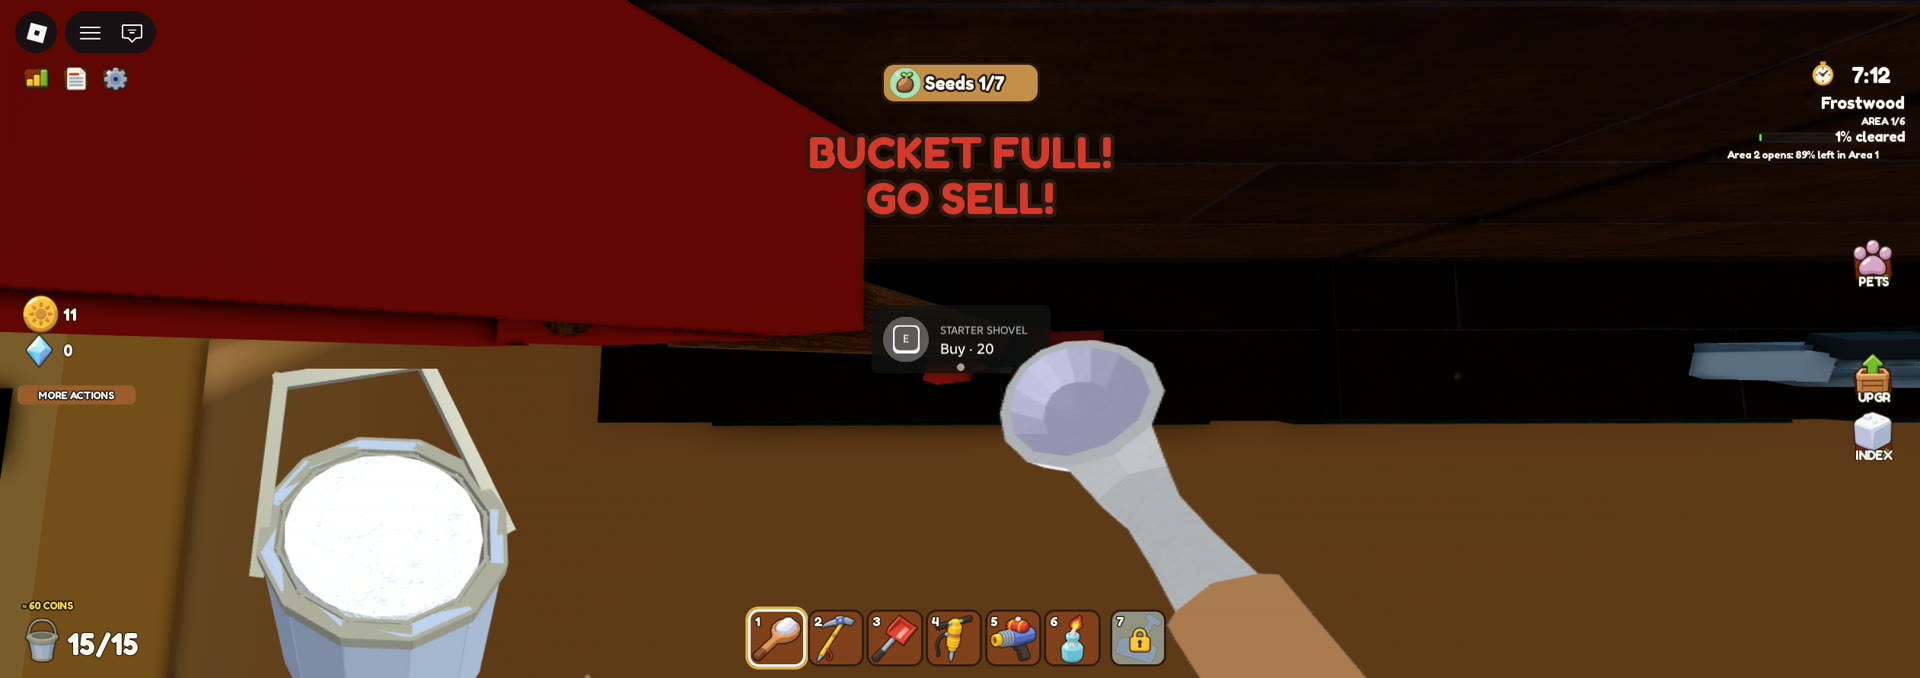 Seeds 1/7
BUCKET FULL!
GO SELL!
7:12
Frostwood
AREA 1/6
1% cleared
Area 2 opens: 89% left in Area 1
11
0
MORE ACTIONS
E
STARTER SHOVEL
Buy · 20
PETS
UPGR
INDEX
≈60 COINS
15/15
1
2
3
4
5
6
7